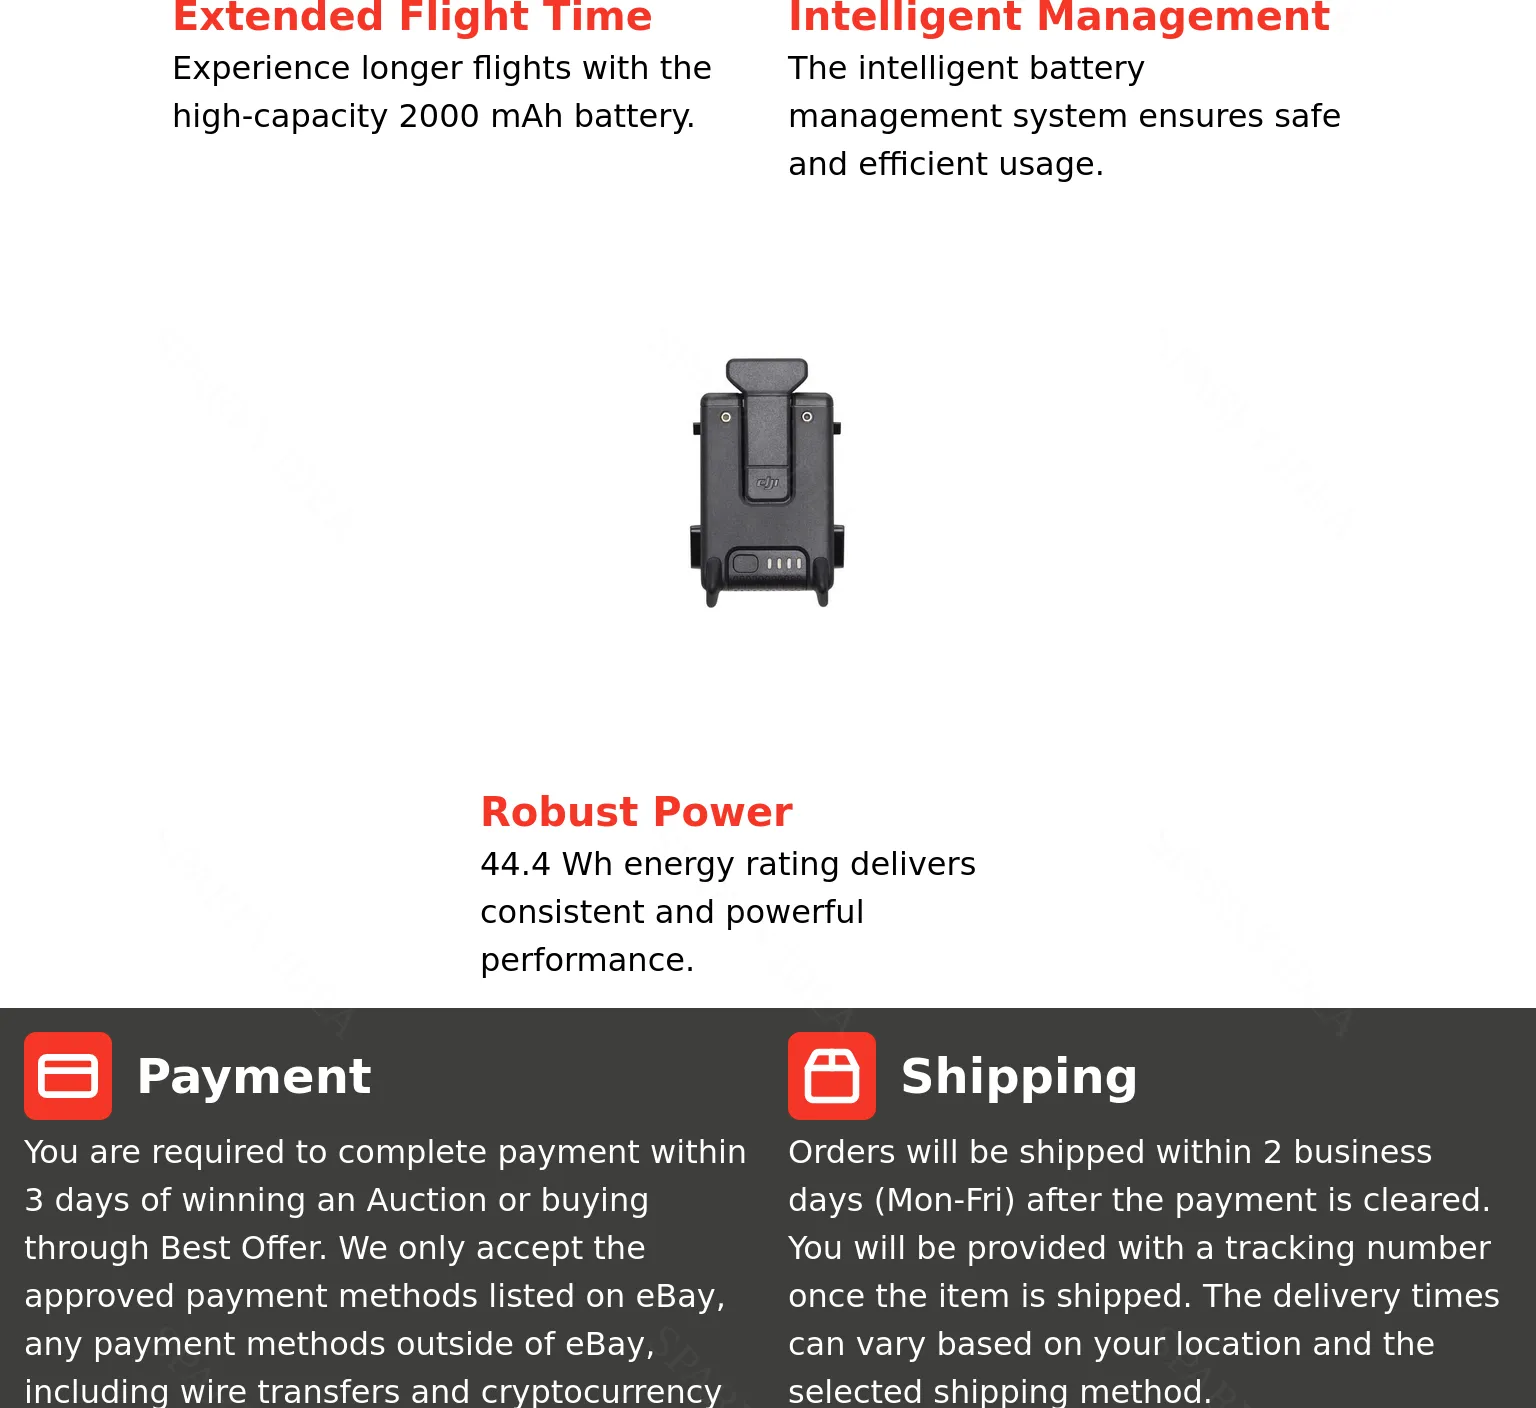 Extended Flight Time
Experience longer flights with the
high-capacity 2000 mAh battery.
Intelligent Management
The intelligent battery
management system ensures safe
and efficient usage.
dji
Robust Power
44.4 Wh energy rating delivers
consistent and powerful
performance.
Payment
You are required to complete payment within
3 days of winning an Auction or buying
through Best Offer. We only accept the
approved payment methods listed on eBay,
any payment methods outside of eBay,
including wire transfers and cryptocurrency
Shipping
Orders will be shipped within 2 business
days (Mon-Fri) after the payment is cleared.
You will be provided with a tracking number
once the item is shipped. The delivery times
can vary based on your location and the
selected shipping method.